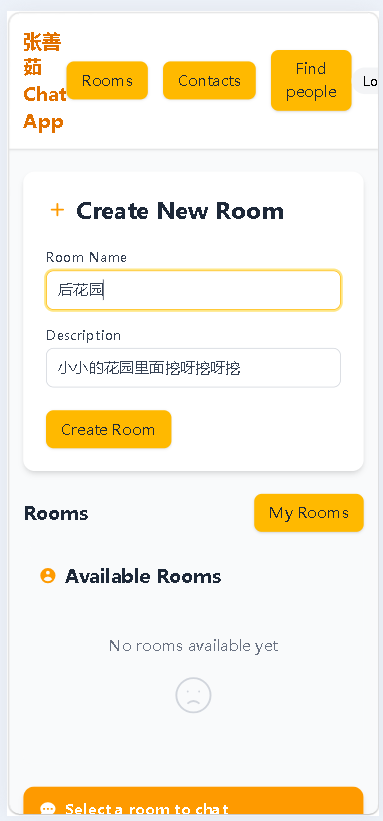 张善
茹
Chat
App
Rooms
Contacts
Find
people
Lo
Create New Room
Room Name
后花园
Description
小小的花园里面挖呀挖呀挖
Create Room
Rooms
My Rooms
Available Rooms
No rooms available yet
Select a room to chat